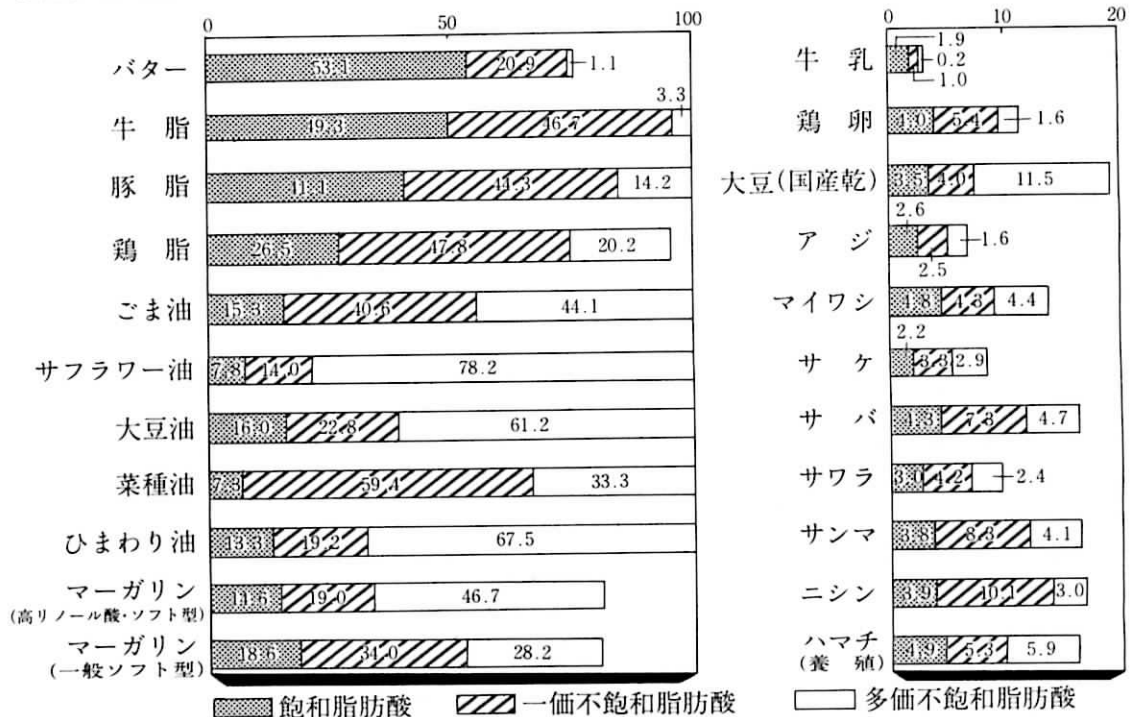 0 50 100
バター 53.1 20.9 1.1
牛脂 49.3 46.7 3.3
豚脂 41.4 44.3 14.2
鶏脂 26.5 47.8 20.2
ごま油 15.3 40.6 44.1
サフラワー油 7.8 14.0 78.2
大豆油 16.0 22.8 61.2
菜種油 7.3 59.4 33.3
ひまわり油 13.3 19.2 67.5
マーガリン 14.6 19.0 46.7
(高リノール酸・ソフト型)
マーガリン 18.6 34.0 28.2
(一般ソフト型)
0 10 20
牛乳 1.9 1.0 0.2
鶏卵 4.0 5.4 1.6
大豆(国産乾) 3.5 4.0 11.5
アジ 2.6 2.5 1.6
マイワシ 4.8 4.3 4.4
サケ 2.2 3.3 2.9
サバ 4.3 7.3 4.7
サワラ 3.0 4.2 2.4
サンマ 3.8 8.3 4.1
ニシン 3.9 10.1 3.0
ハマチ 4.9 5.3 5.9
(養殖)
飽和脂肪酸 一価不飽和脂肪酸 多価不飽和脂肪酸